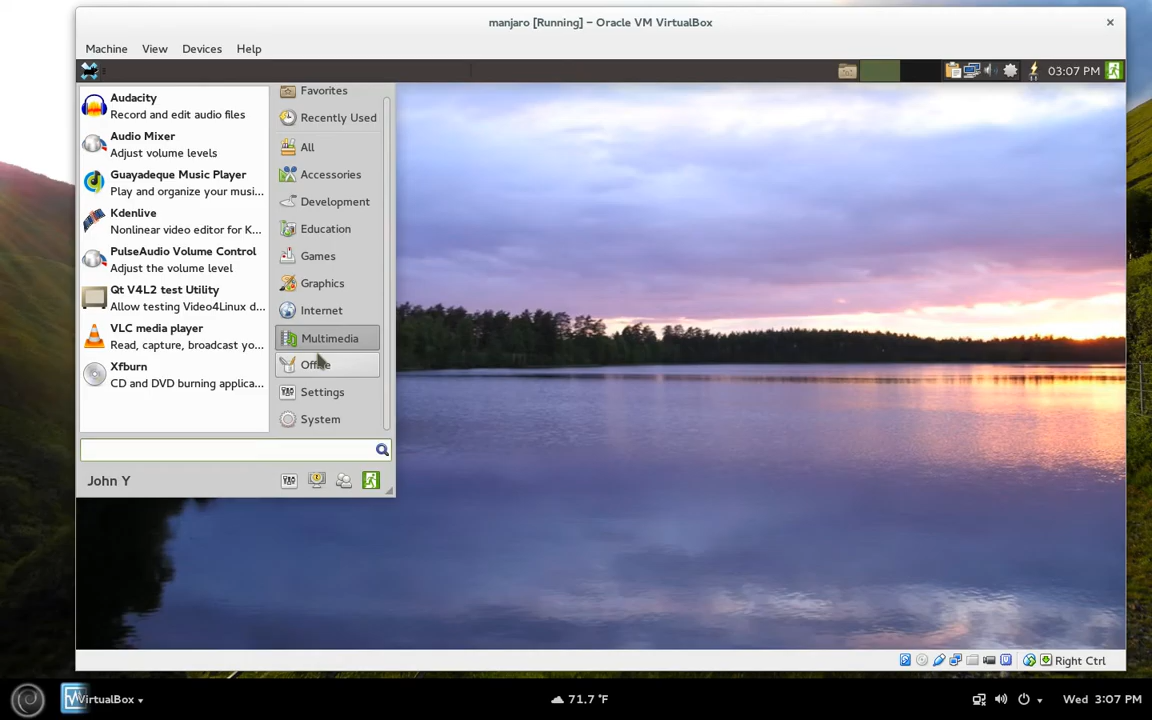 manjaro [Running] – Oracle VM VirtualBox
Machine View Devices Help
03:07 PM
Audacity
Record and edit audio files
Audio Mixer
Adjust volume levels
Guayadeque Music Player
Play and organize your musi...
Kdenlive
Nonlinear video editor for K...
PulseAudio Volume Control
Adjust the volume level
Qt V4L2 test Utility
Allow testing Video4Linux d...
VLC media player
Read, capture, broadcast yo...
Xfburn
CD and DVD burning applica...
Favorites
Recently Used
All
Accessories
Development
Education
Games
Graphics
Internet
Multimedia
Office
Settings
System
John Y
Right Ctrl
VirtualBox
71.7 °F
Wed 3:07 PM